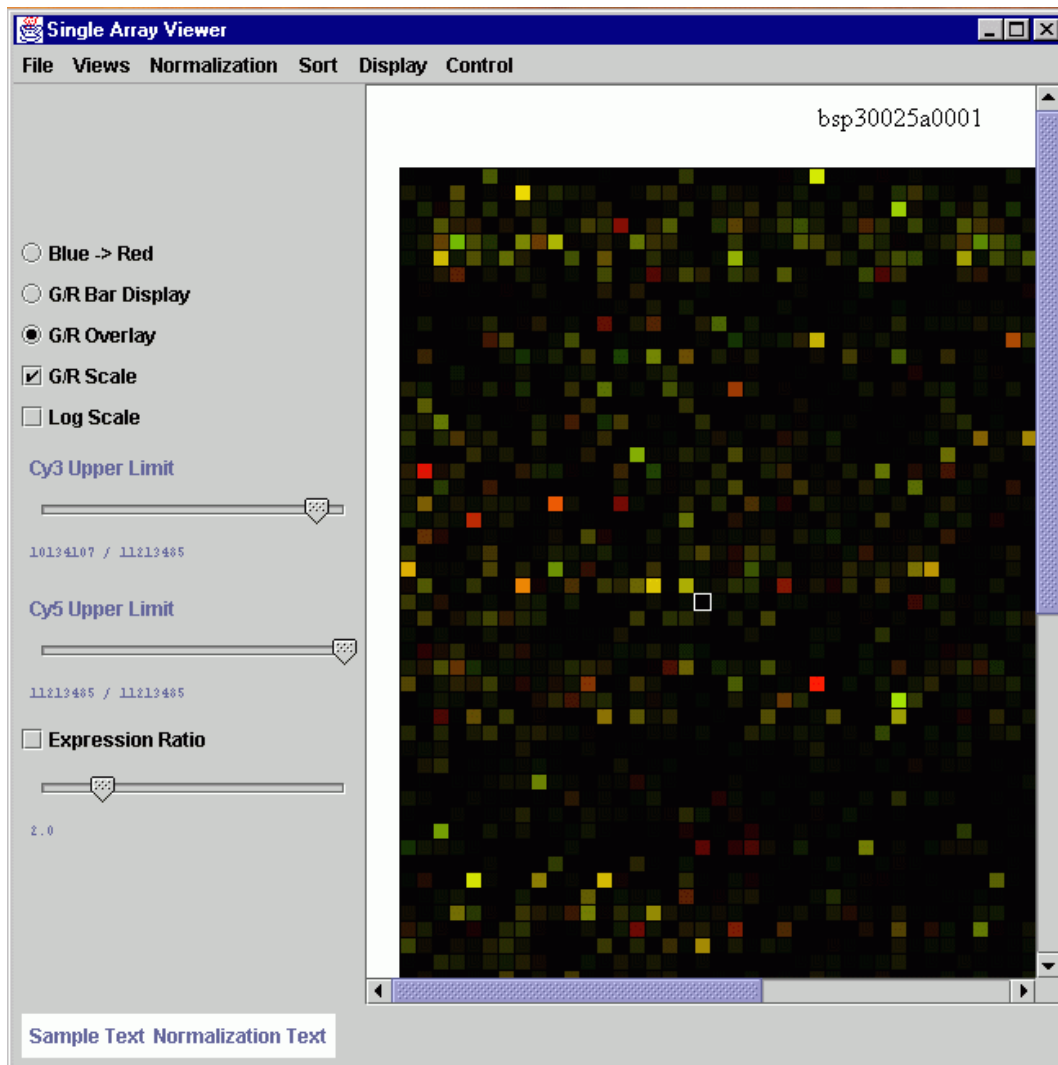 Single Array Viewer
File Views Normalization Sort Display Control
bsp30025a0001
Blue -> Red
G/R Bar Display
G/R Overlay
G/R Scale
Log Scale
Cy3 Upper Limit
10134107 / 11213485
Cy5 Upper Limit
11213485 / 11213485
Expression Ratio
2.0
Sample Text Normalization Text